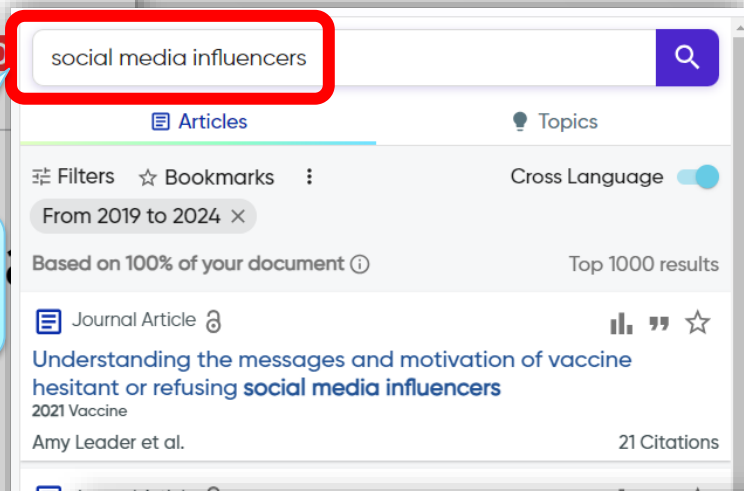 social media influencers
Articles
Topics
Filters
Bookmarks
Cross Language
From 2019 to 2024 ×
Based on 100% of your document
Top 1000 results
Journal Article
Understanding the messages and motivation of vaccine
hesitant or refusing social media influencers
2021 Vaccine
Amy Leader et al.
21 Citations